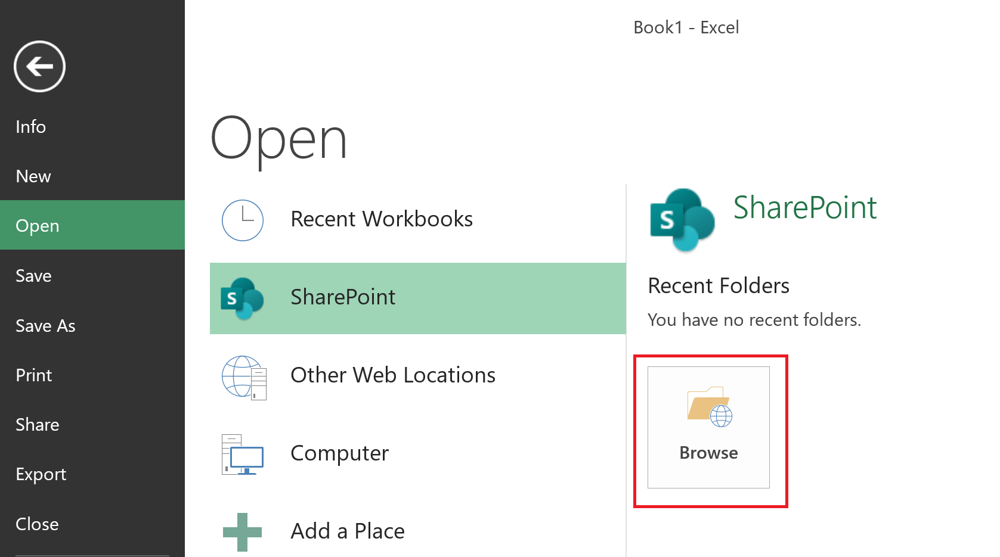 Book1 - Excel
Info
New
Open
Save
Save As
Print
Share
Export
Close
Open
Recent Workbooks
S SharePoint
Other Web Locations
Computer
Add a Place
S SharePoint
Recent Folders
You have no recent folders.
Browse